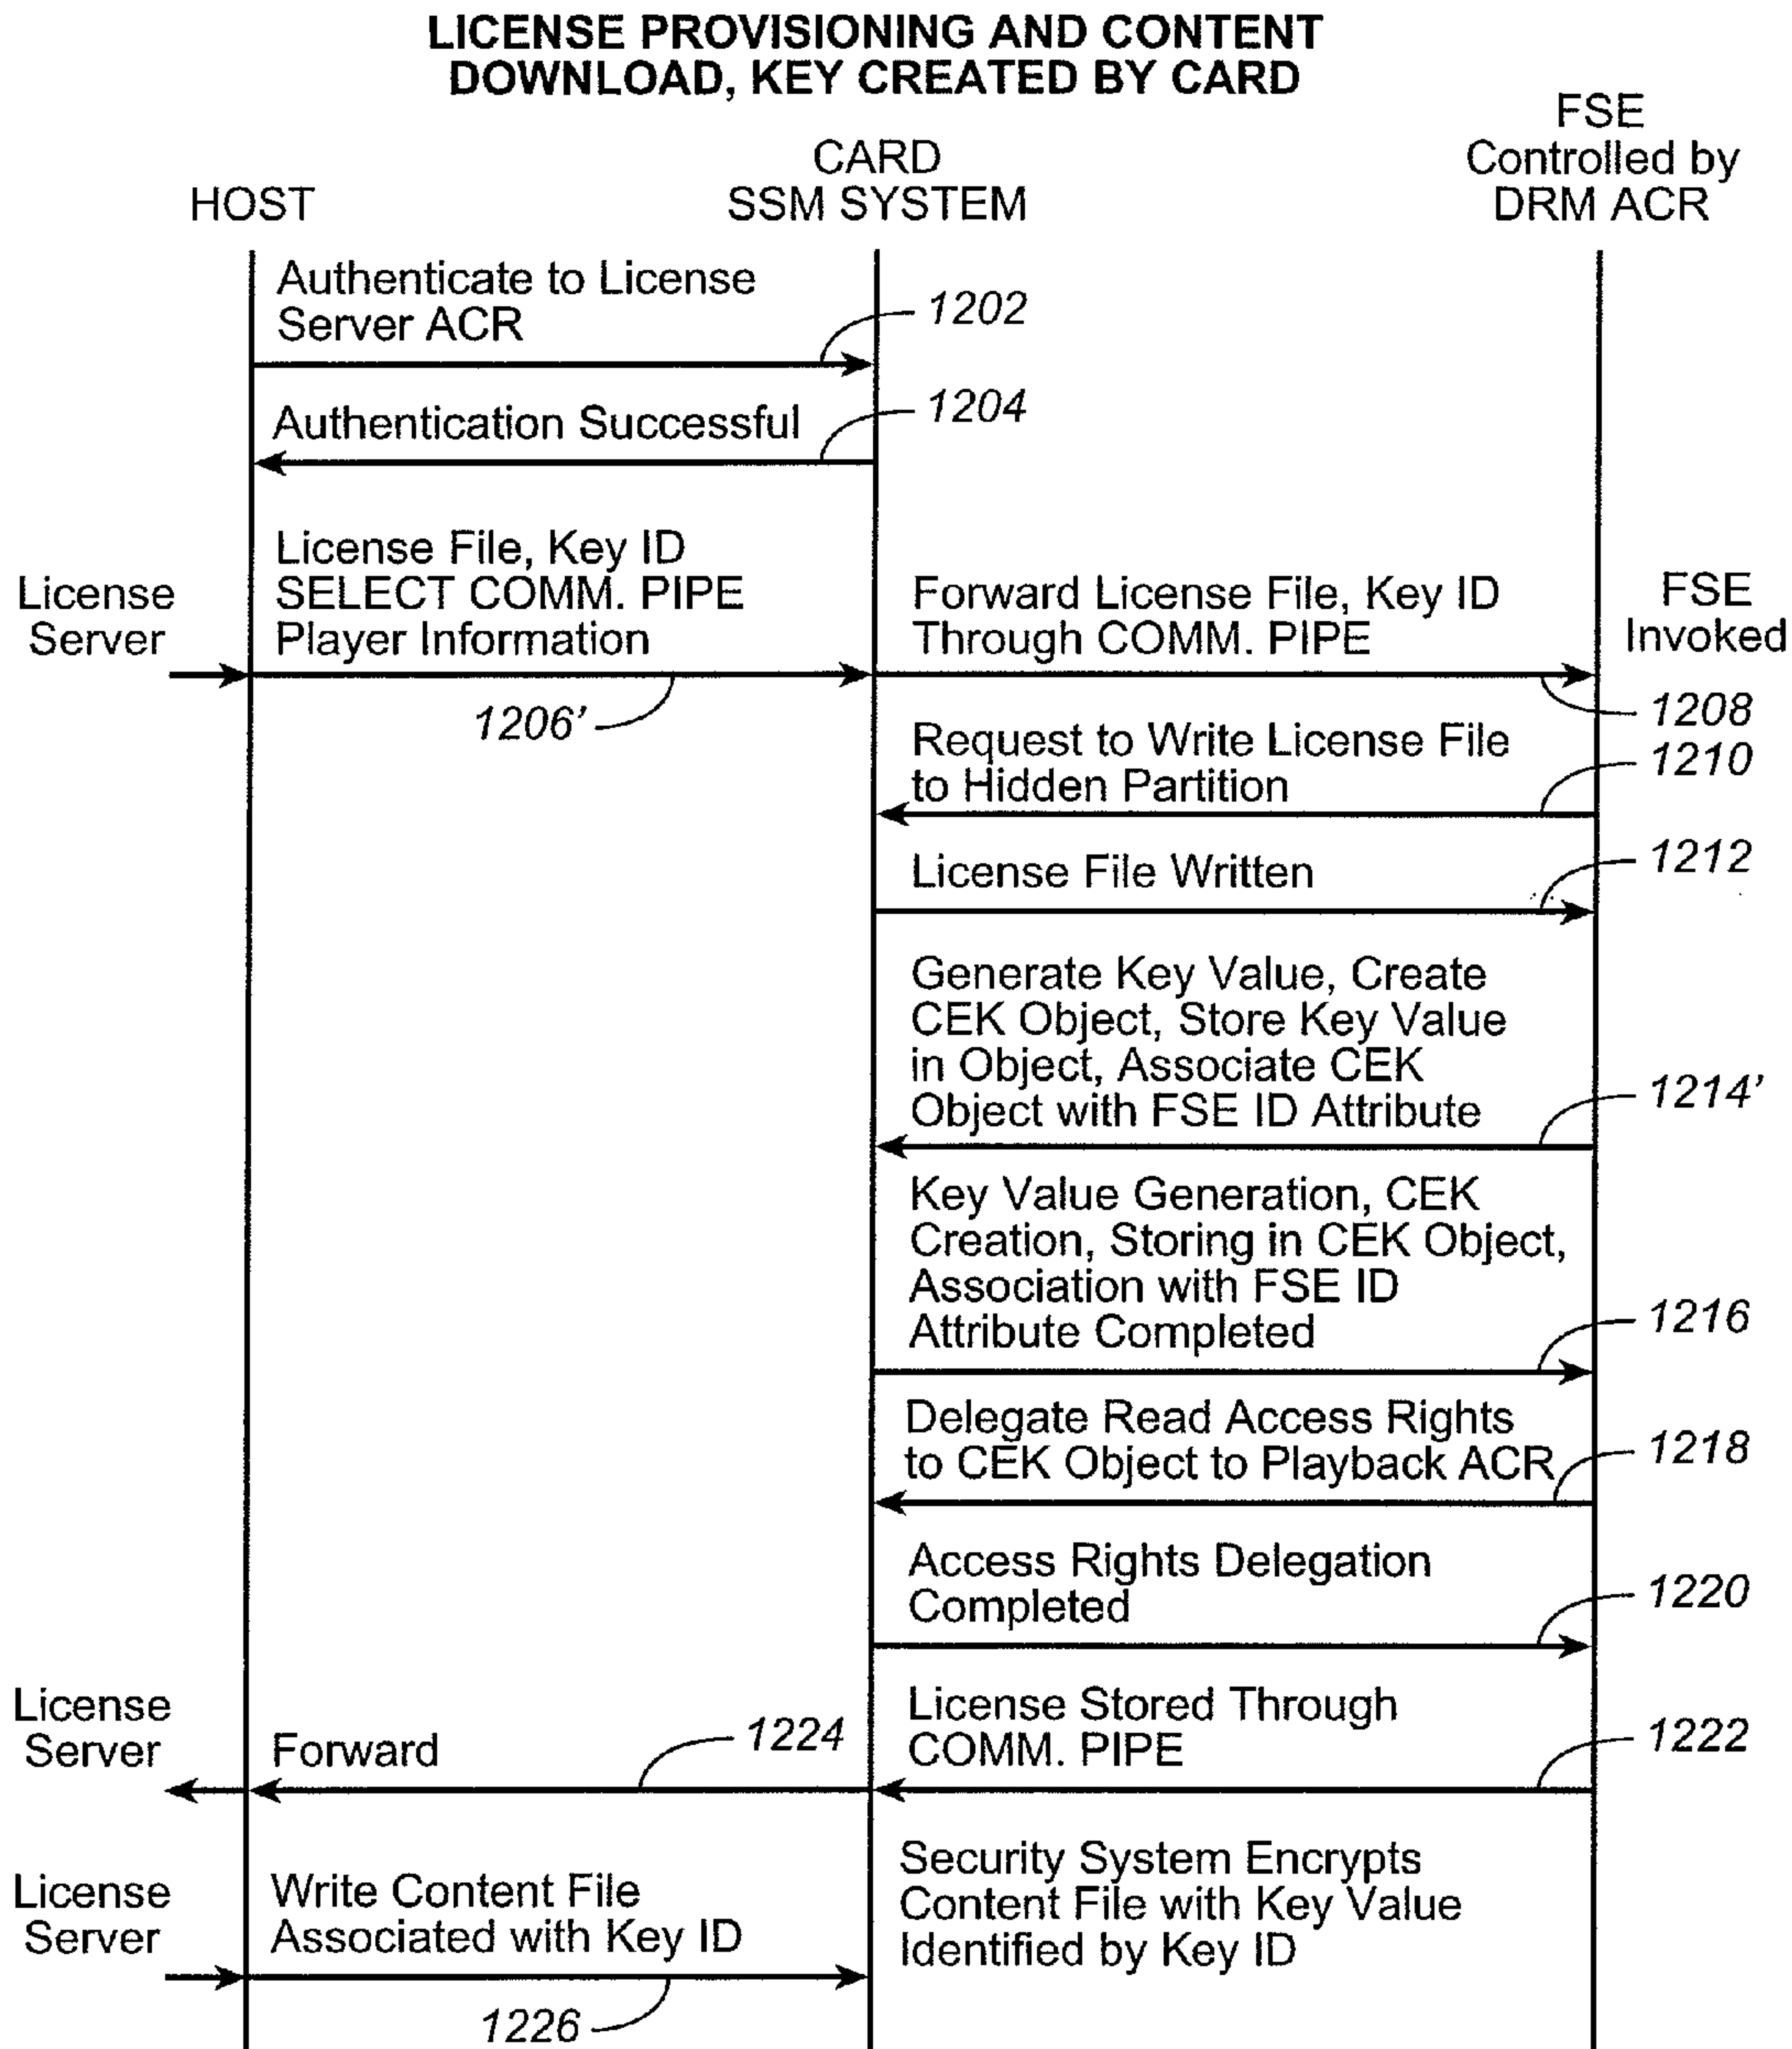 LICENSE PROVISIONING AND CONTENT
DOWNLOAD, KEY CREATED BY CARD
HOST
CARD
SSM SYSTEM
FSE
Controlled by
DRM ACR
Authenticate to License
Server ACR
1202
Authentication Successful
1204
License
Server
License File, Key ID
SELECT COMM. PIPE
Player Information
1206’
Forward License File, Key ID
Through COMM. PIPE
FSE
Invoked
1208
Request to Write License File
to Hidden Partition
1210
License File Written
1212
Generate Key Value, Create
CEK Object, Store Key Value
in Object, Associate CEK
Object with FSE ID Attribute
1214’
Key Value Generation, CEK
Creation, Storing in CEK Object,
Association with FSE ID
Attribute Completed
1216
Delegate Read Access Rights
to CEK Object to Playback ACR
1218
Access Rights Delegation
Completed
1220
License
Server
Forward
1224
License Stored Through
COMM. PIPE
1222
License
Server
Write Content File
Associated with Key ID
1226
Security System Encrypts
Content File with Key Value
Identified by Key ID